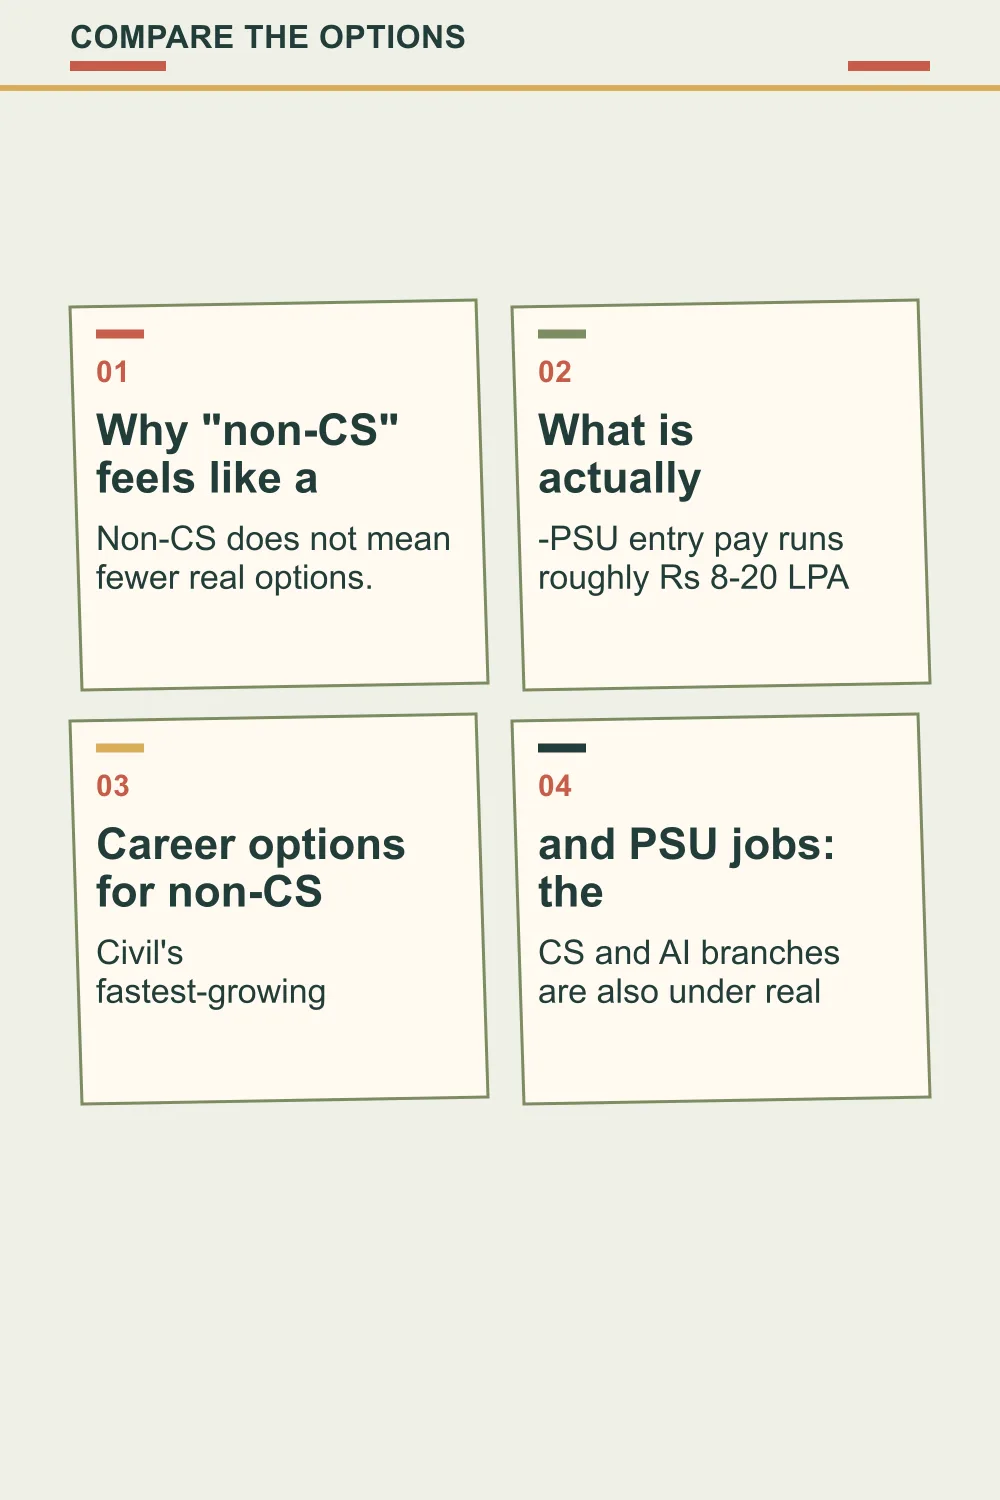 COMPARE THE OPTIONS
01
Why "non-CS"
feels like a
Non-CS does not mean
fewer real options.
02
What is
actually
-PSU entry pay runs
roughly Rs 8-20 LPA
03
Career options
for non-CS
Civil's
fastest-growing
04
and PSU jobs:
the
CS and AI branches
are also under real